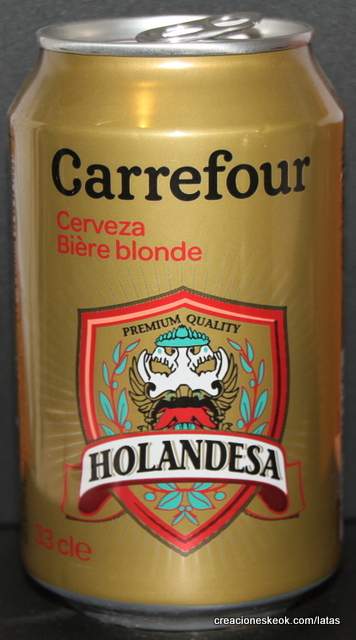 Carrefour
Cerveza
Bière blonde
PREMIUM QUALITY
HOLANDESA
33 cle
creacioneskeok.com/latas